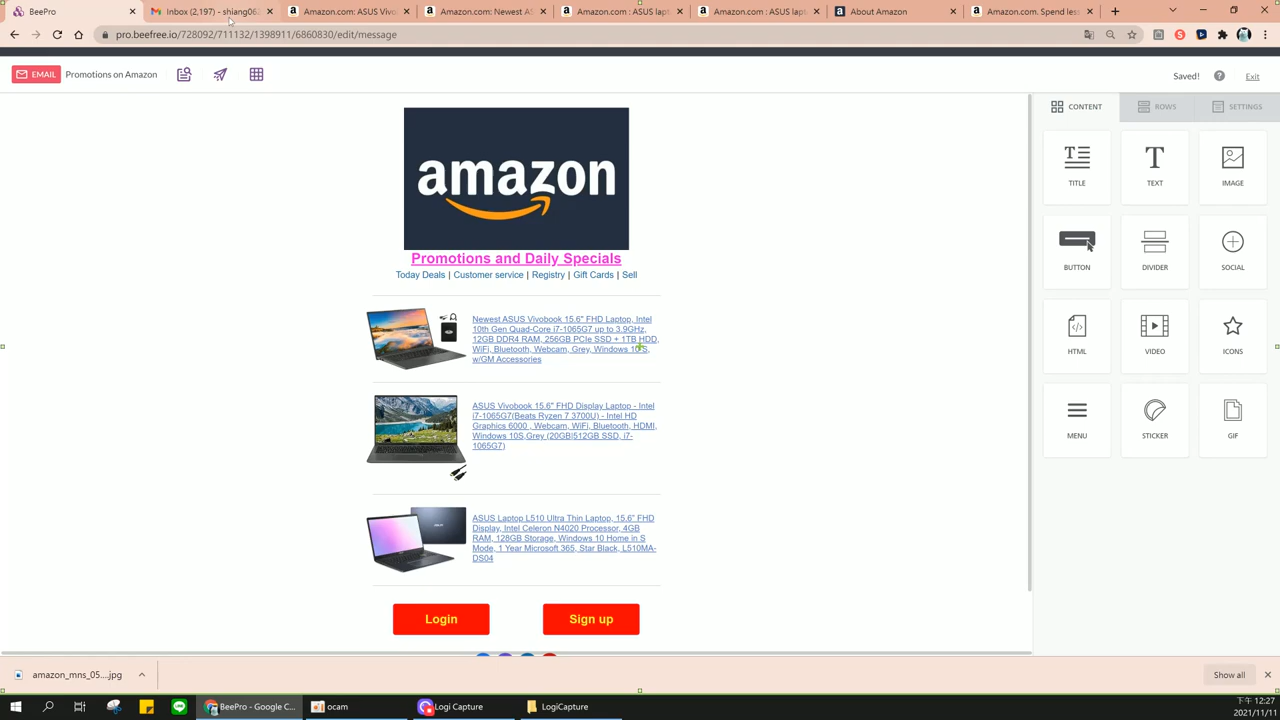 BeePro
Inbox (2,197) - shiang06
Amazon.com: ASUS Vivo
Amazon.com: Newest AS
Amazon.com : ASUS lapt
Amazon.com : ASUS lapt
About Amazon
Amazon.com. Spend less
pro.beefree.io/728092/711132/1398911/6860830/edit/message
EMAIL
Promotions on Amazon
Saved!
Exit
CONTENT
ROWS
SETTINGS
amazon
Promotions and Daily Specials
Today Deals | Customer service | Registry | Gift Cards | Sell
Newest ASUS Vivobook 15.6" FHD Laptop, Intel
10th Gen Quad-Core i7-1065G7 up to 3.9GHz,
12GB DDR4 RAM, 256GB PCIe SSD + 1TB HDD,
WiFi, Bluetooth, Webcam, Grey, Windows 10 S,
w/GM Accessories
ASUS Vivobook 15.6" FHD Display Laptop - Intel
i7-1065G7(Beats Ryzen 7 3700U) - Intel HD
Graphics 6000 , Webcam, WiFi, Bluetooth, HDMI,
Windows 10S,Grey (20GB|512GB SSD, i7-
1065G7)
ASUS Laptop L510 Ultra Thin Laptop, 15.6" FHD
Display, Intel Celeron N4020 Processor, 4GB
RAM, 128GB Storage, Windows 10 Home in S
Mode, 1 Year Microsoft 365, Star Black, L510MA-
DS04
Login
Sign up
TITLE
TEXT
IMAGE
BUTTON
DIVIDER
SOCIAL
HTML
VIDEO
ICONS
MENU
STICKER
GIF
amazon_mns_05....jpg
Show all
BeePro - Google C...
ocam
Logi Capture
LogiCapture
下午 12:27
2021/11/11